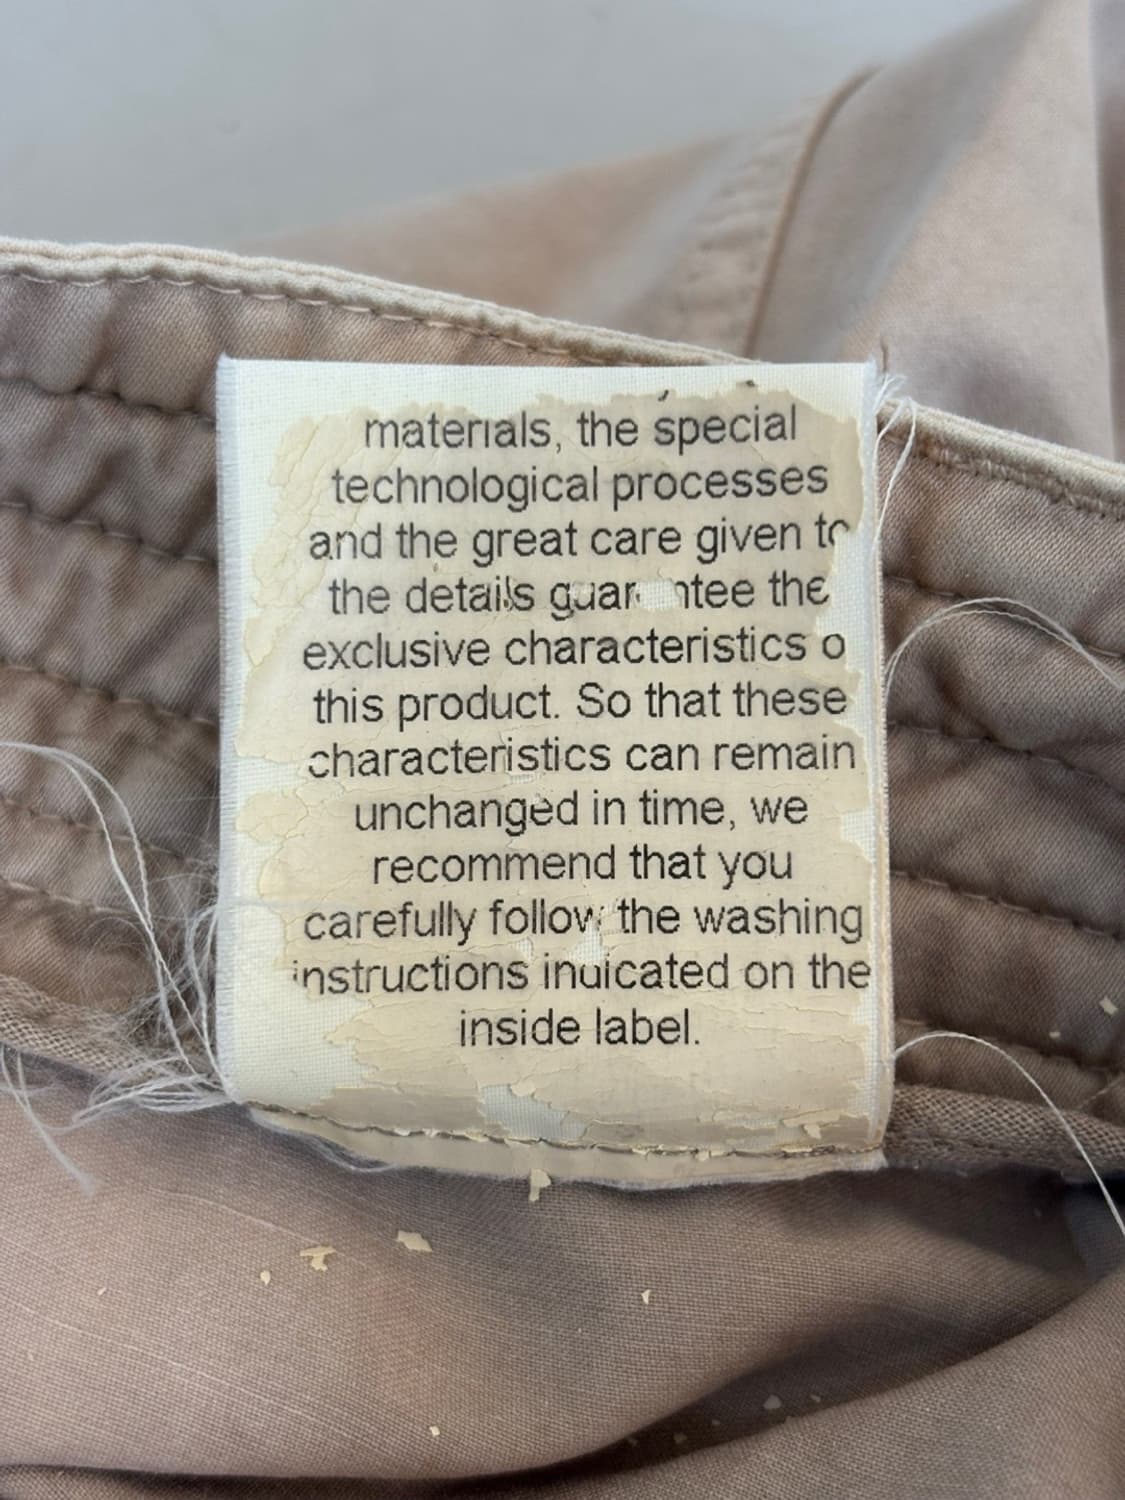 materials, the special
technological processes
and the great care given to
the details guarantee the
exclusive characteristics o
this product. So that these
characteristics can remain
unchanged in time, we
recommend that you
carefully follow the washing
instructions indicated on the
inside label.